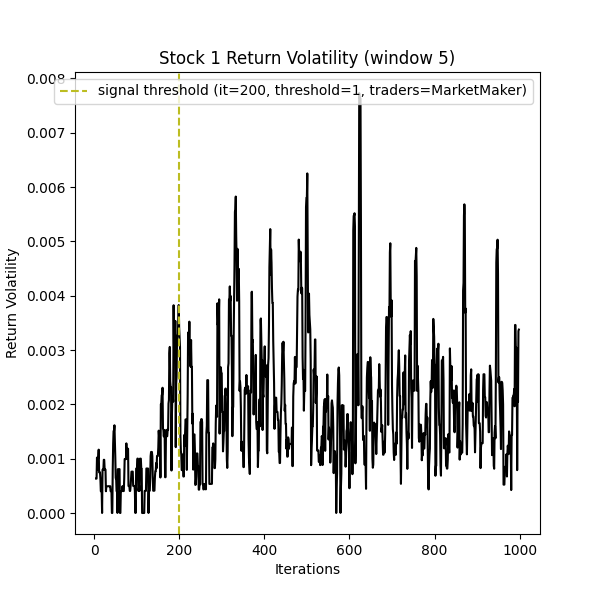 Stock 1 Return Volatility (window 5)
0.008
signal threshold (it=200, threshold=1, traders=MarketMaker)
0.007
0.006
0.005
0.004
0.003
0.002
0.001
0.000
Return Volatility
0 200 400 600 800 1000
Iterations